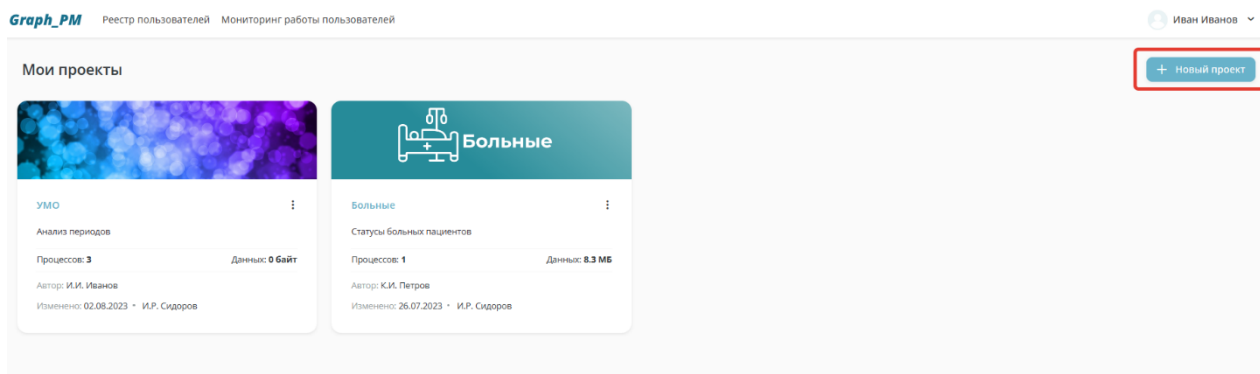 Graph_PM Реестр пользователей Мониторинг работы пользователей Иван Иванов
Мои проекты
+ Новый проект
Больные
УМО
Анализ периодов
Процессов: 3 Данных: 0 байт
Автор: И.И. Иванов
Изменено: 02.08.2023 • И.Р. Сидоров
Больные
Статусы больных пациентов
Процессов: 1 Данных: 8.3 МБ
Автор: К.И. Петров
Изменено: 26.07.2023 • И.Р. Сидоров